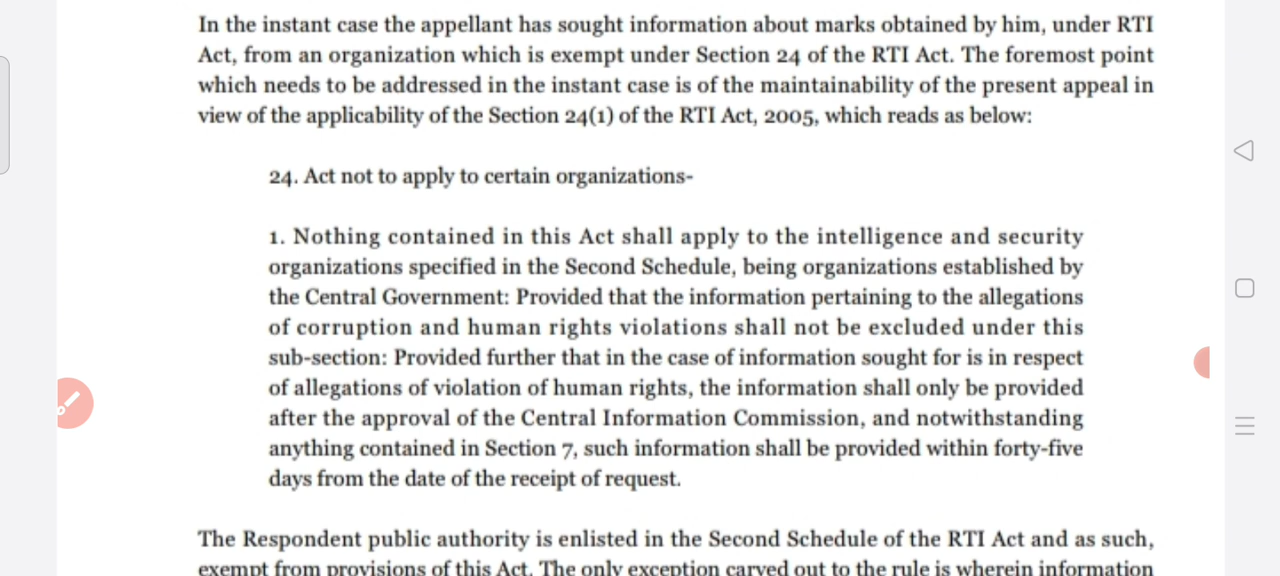 In the instant case the appellant has sought information about marks obtained by him, under RTI
Act, from an organization which is exempt under Section 24 of the RTI Act. The foremost point
which needs to be addressed in the instant case is of the maintainability of the present appeal in
view of the applicability of the Section 24(1) of the RTI Act, 2005, which reads as below:
24. Act not to apply to certain organizations-
1. Nothing contained in this Act shall apply to the intelligence and security
organizations specified in the Second Schedule, being organizations established by
the Central Government: Provided that the information pertaining to the allegations
of corruption and human rights violations shall not be excluded under this
sub-section: Provided further that in the case of information sought for is in respect
of allegations of violation of human rights, the information shall only be provided
after the approval of the Central Information Commission, and notwithstanding
anything contained in Section 7, such information shall be provided within forty-five
days from the date of the receipt of request.
The Respondent public authority is enlisted in the Second Schedule of the RTI Act and as such,
exempt from provisions of this Act. The only exception carved out to the rule is wherein information